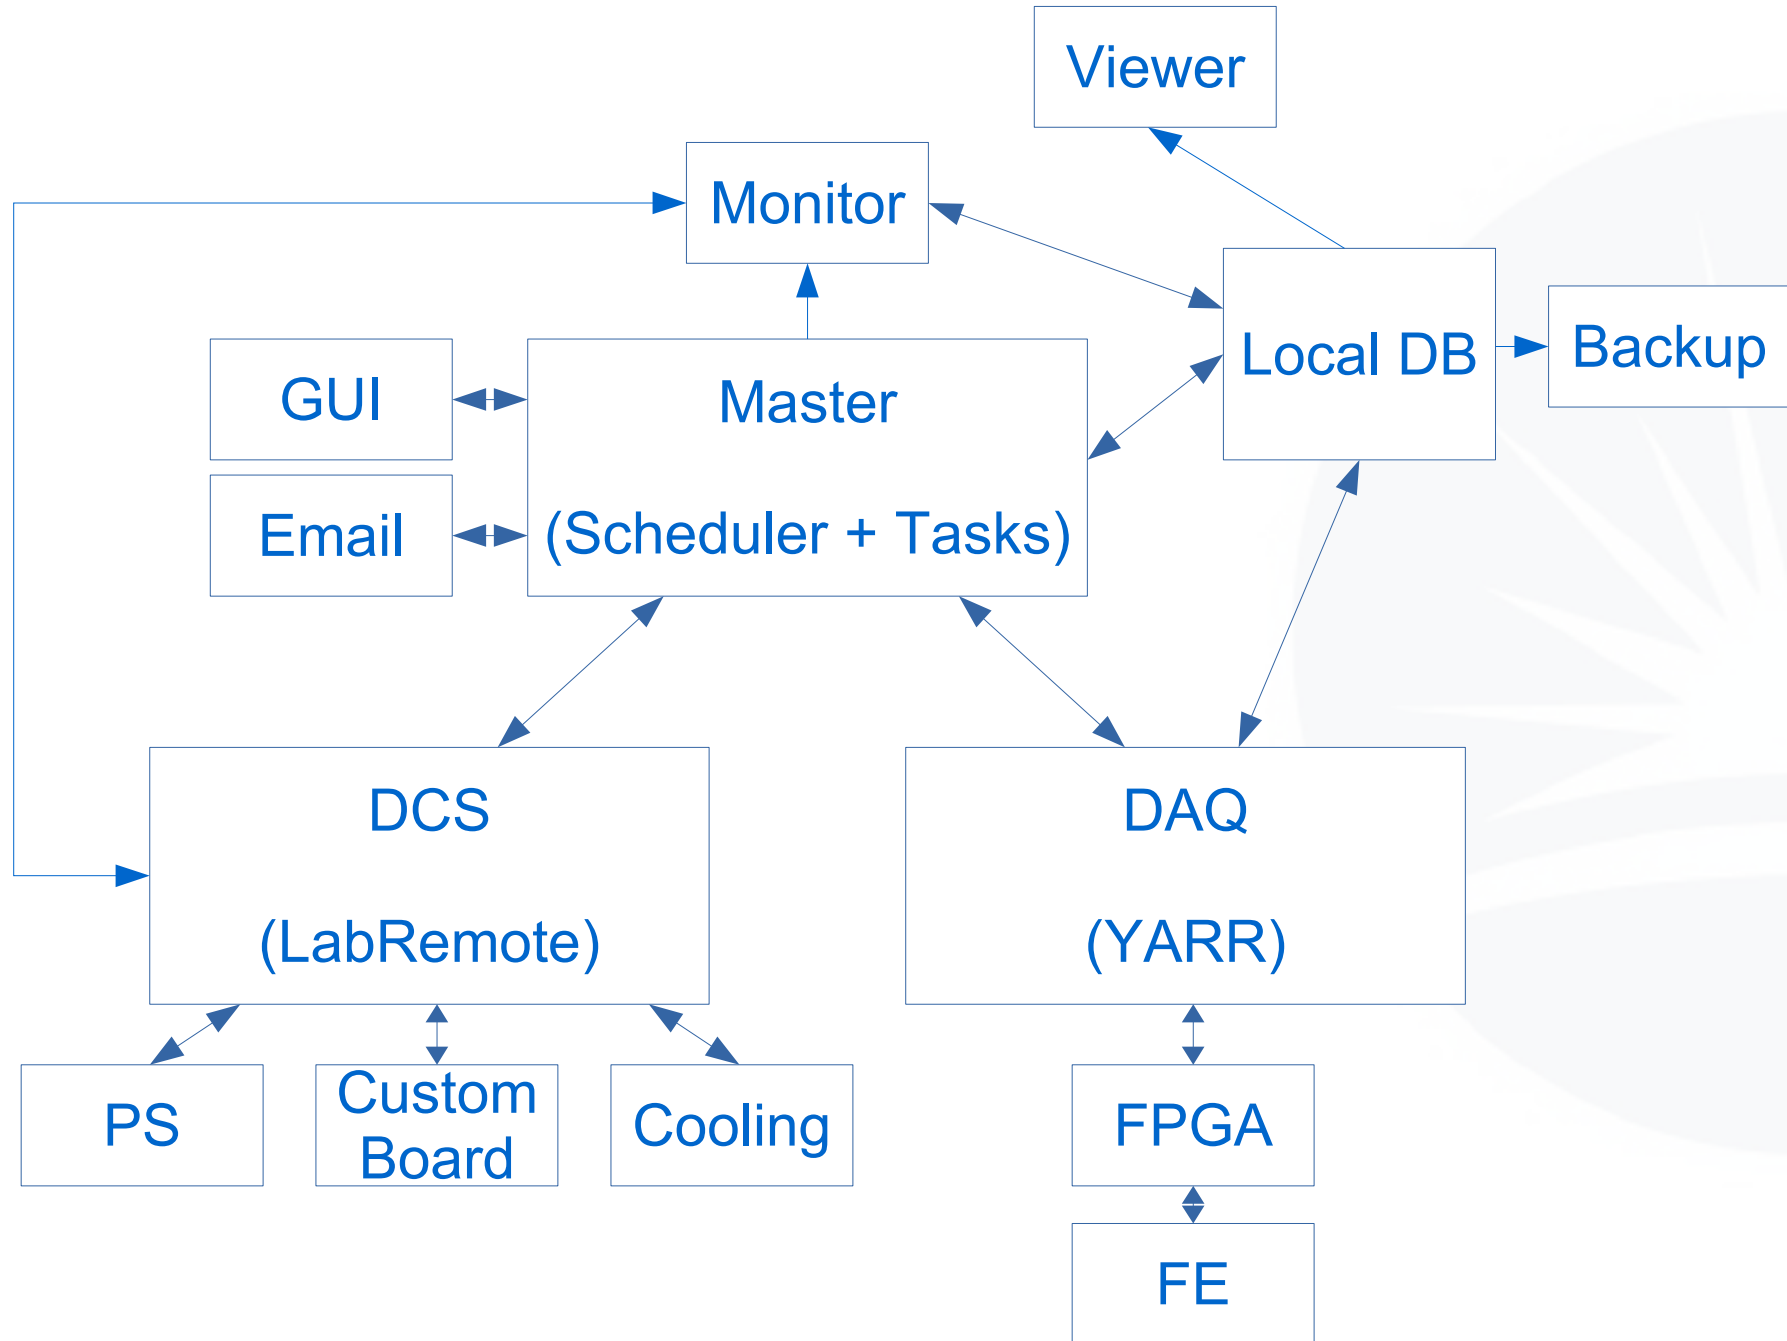 Viewer
Monitor
Local DB
Backup
GUI
Master
Email
(Scheduler + Tasks)
DCS
(LabRemote)
DAQ
(YARR)
PS
Custom
Board
Cooling
FPGA
FE